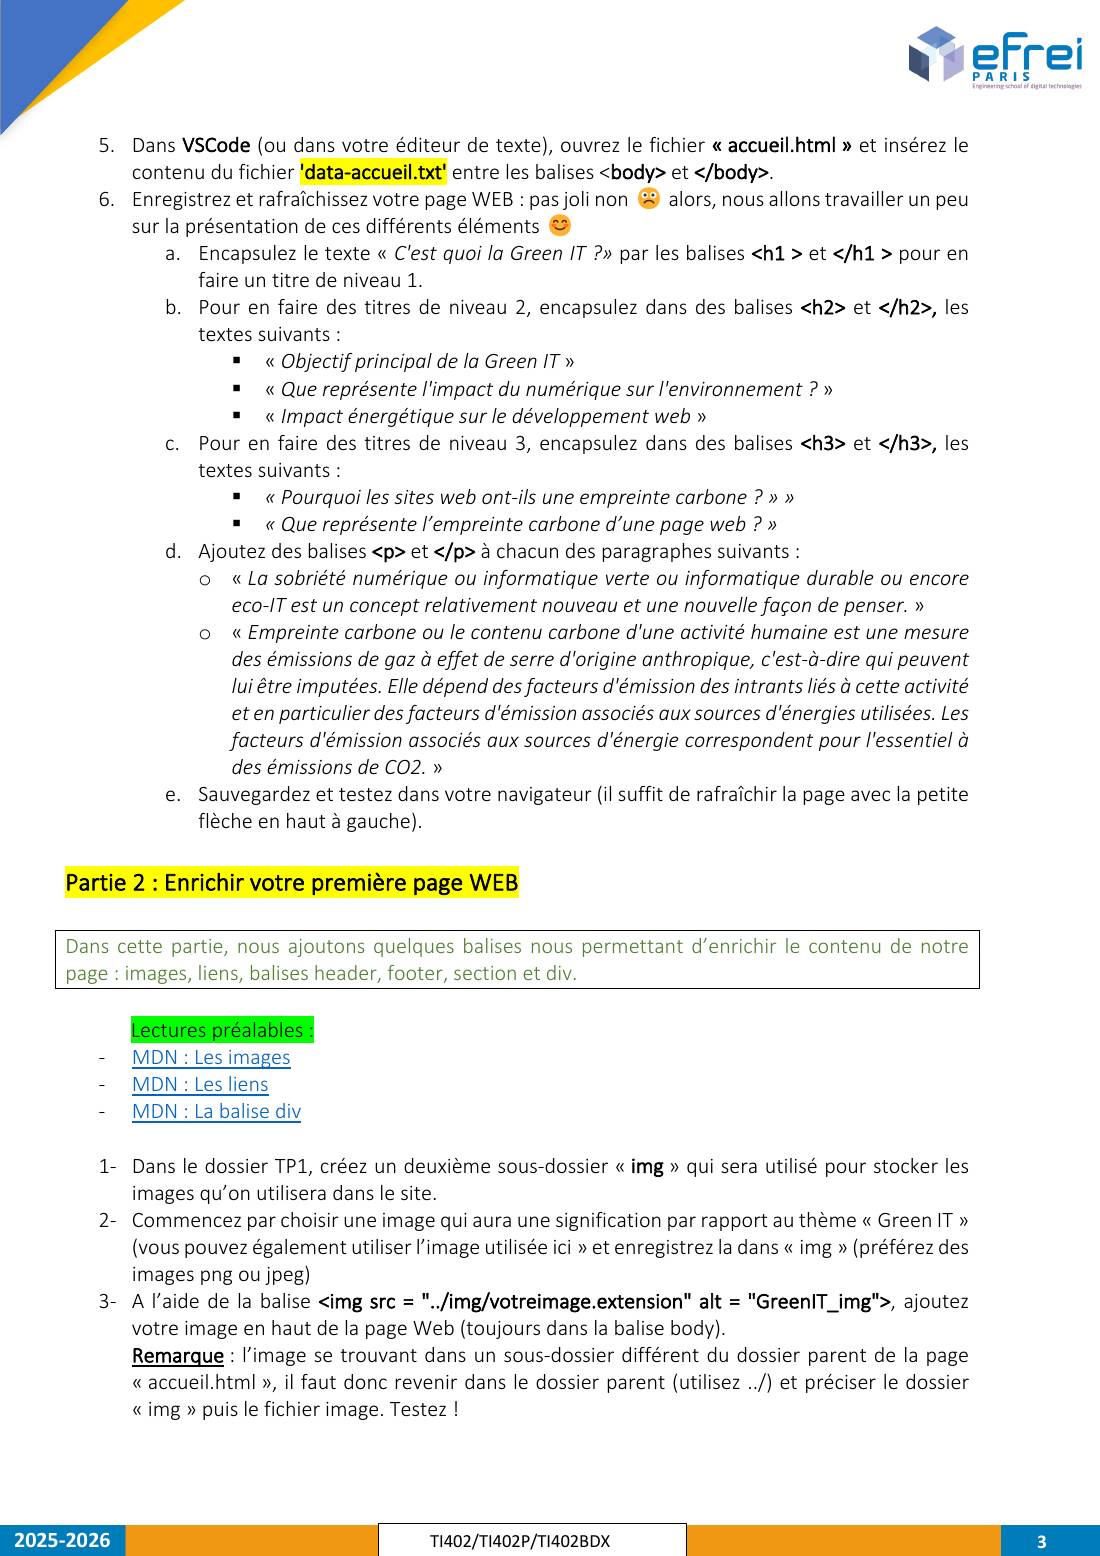 efrei
PARIS
Engineering school of digital technologies
5. Dans VSCode (ou dans votre éditeur de texte), ouvrez le fichier « accueil.html » et insérez le
contenu du fichier 'data-accueil.txt' entre les balises <body> et </body>.
6. Enregistrez et rafraîchissez votre page WEB : pas joli non 🙁 alors, nous allons travailler un peu
sur la présentation de ces différents éléments 😊
a. Encapsulez le texte « C'est quoi la Green IT ?» par les balises <h1 > et </h1 > pour en
faire un titre de niveau 1.
b. Pour en faire des titres de niveau 2, encapsulez dans des balises <h2> et </h2>, les
textes suivants :
▪ « Objectif principal de la Green IT »
▪ « Que représente l'impact du numérique sur l'environnement ? »
▪ « Impact énergétique sur le développement web »
c. Pour en faire des titres de niveau 3, encapsulez dans des balises <h3> et </h3>, les
textes suivants :
▪ « Pourquoi les sites web ont-ils une empreinte carbone ? » »
▪ « Que représente l’empreinte carbone d’une page web ? »
d. Ajoutez des balises <p> et </p> à chacun des paragraphes suivants :
o « La sobriété numérique ou informatique verte ou informatique durable ou encore
eco-IT est un concept relativement nouveau et une nouvelle façon de penser. »
o « Empreinte carbone ou le contenu carbone d'une activité humaine est une mesure
des émissions de gaz à effet de serre d'origine anthropique, c'est-à-dire qui peuvent
lui être imputées. Elle dépend des facteurs d'émission des intrants liés à cette activité
et en particulier des facteurs d'émission associés aux sources d'énergies utilisées. Les
facteurs d'émission associés aux sources d'énergie correspondent pour l'essentiel à
des émissions de CO2. »
e. Sauvegardez et testez dans votre navigateur (il suffit de rafraîchir la page avec la petite
flèche en haut à gauche).
Partie 2 : Enrichir votre première page WEB
Dans cette partie, nous ajoutons quelques balises nous permettant d’enrichir le contenu de notre
page : images, liens, balises header, footer, section et div.
Lectures préalables :
- MDN : Les images
- MDN : Les liens
- MDN : La balise div
1- Dans le dossier TP1, créez un deuxième sous-dossier « img » qui sera utilisé pour stocker les
images qu’on utilisera dans le site.
2- Commencez par choisir une image qui aura une signification par rapport au thème « Green IT »
(vous pouvez également utiliser l’image utilisée ici » et enregistrez la dans « img » (préférez des
images png ou jpeg)
3- A l’aide de la balise <img src = "../img/votreimage.extension" alt = "GreenIT_img">, ajoutez
votre image en haut de la page Web (toujours dans la balise body).
Remarque : l’image se trouvant dans un sous-dossier différent du dossier parent de la page
« accueil.html », il faut donc revenir dans le dossier parent (utilisez ../) et préciser le dossier
« img » puis le fichier image. Testez !
2025-2026
TI402/TI402P/TI402BDX
3